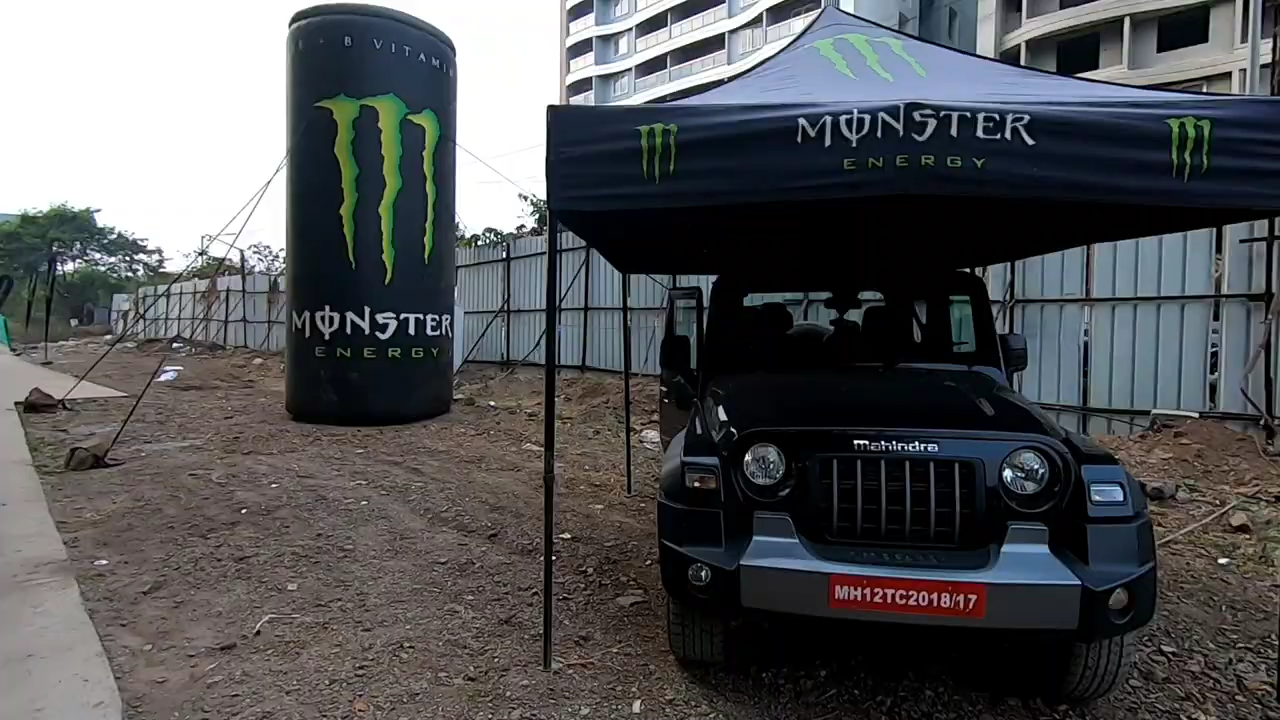 B VITAMI
MONSTER
ENERGY
MONSTER
ENERGY
Mahindra
MH12TC2018/17